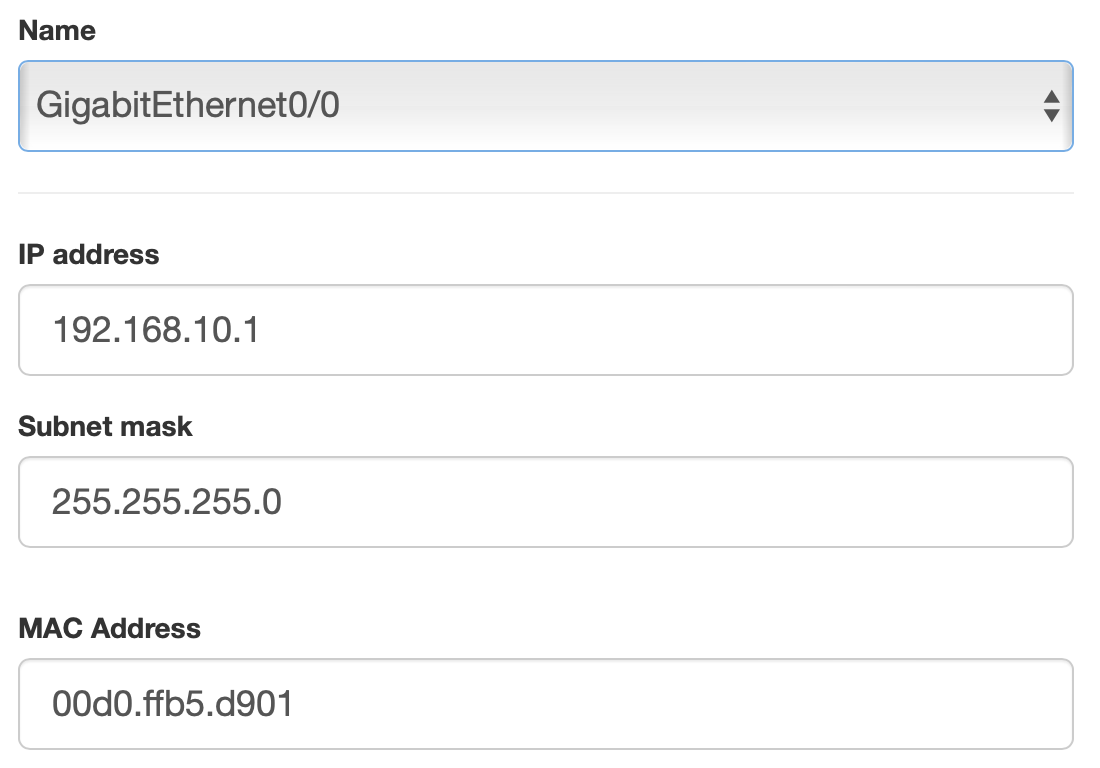 Name
GigabitEthernet0/0
IP address
192.168.10.1
Subnet mask
255.255.255.0
MAC Address
00d0.ffb5.d901